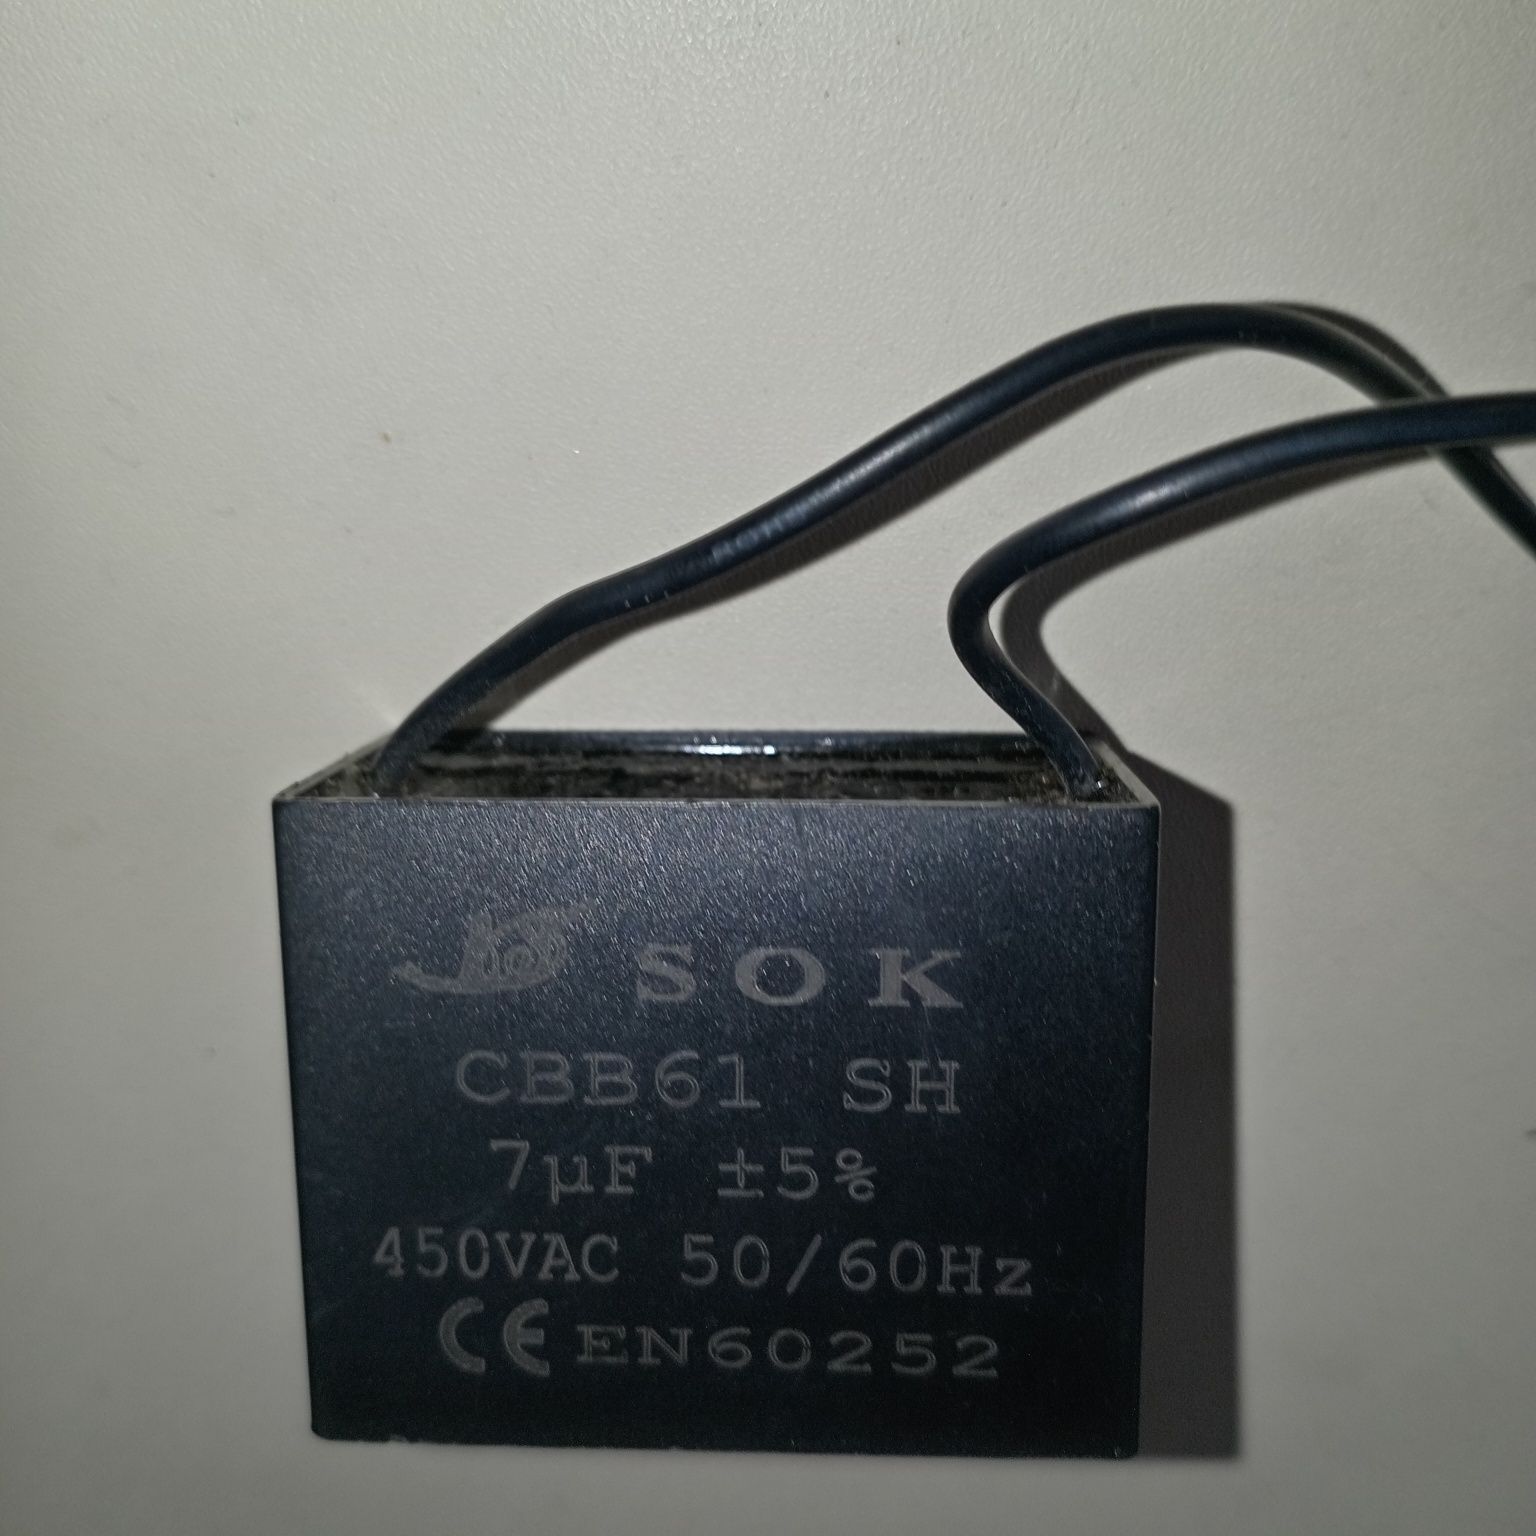 SOK
CBB61 SH
7µF ±5%
450VAC 50/60Hz
CE EN60252